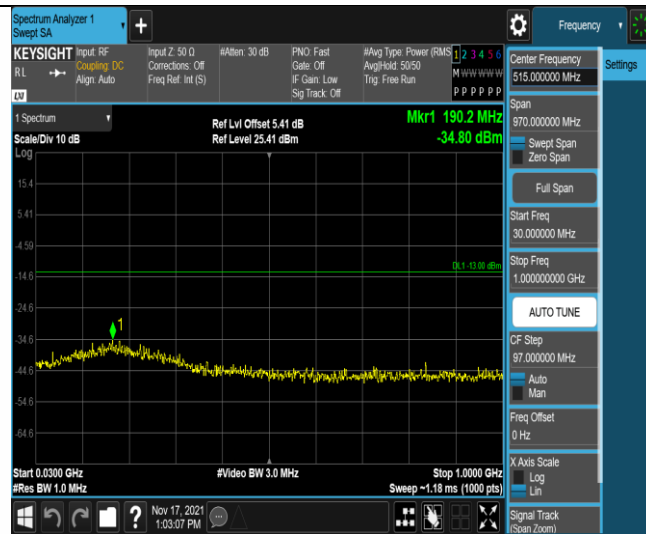 Spectrum Analyzer 1
Swept SA
Frequency
KEYSIGHT
RL
LXI
Input: RF
Coupling: DC
Align: Auto
Input Z: 50 Ω
Corrections: Off
Freq Ref: Int (S)
#Atten: 30 dB
PNO: Fast
Gate: Off
IF Gain: Low
Sig Track: Off
#Avg Type: Power (RMS
Avg|Hold: 50/50
Trig: Free Run
1 2 3 4 5 6
M W W W W W
P P P P P P
1 Spectrum
Scale/Div 10 dB
Log
Ref Lvl Offset 5.41 dB
Ref Level 25.41 dBm
Mkr1 190.2 MHz
-34.80 dBm
15.4
5.41
-4.59
-14.6
-24.6
-34.6
-44.6
-54.6
-64.6
DL1 -13.00 dBm
1
Start 0.0300 GHz
#Res BW 1.0 MHz
#Video BW 3.0 MHz
Stop 1.0000 GHz
Sweep ~1.18 ms (1000 pts)
Nov 17, 2021
1:03:07 PM
Center Frequency
515.000000 MHz
Settings
Span
970.000000 MHz
Swept Span
Zero Span
Full Span
Start Freq
30.000000 MHz
Stop Freq
1.000000000 GHz
AUTO TUNE
CF Step
97.000000 MHz
Auto
Man
Freq Offset
0 Hz
X Axis Scale
Log
Lin
Signal Track
(Span Zoom)